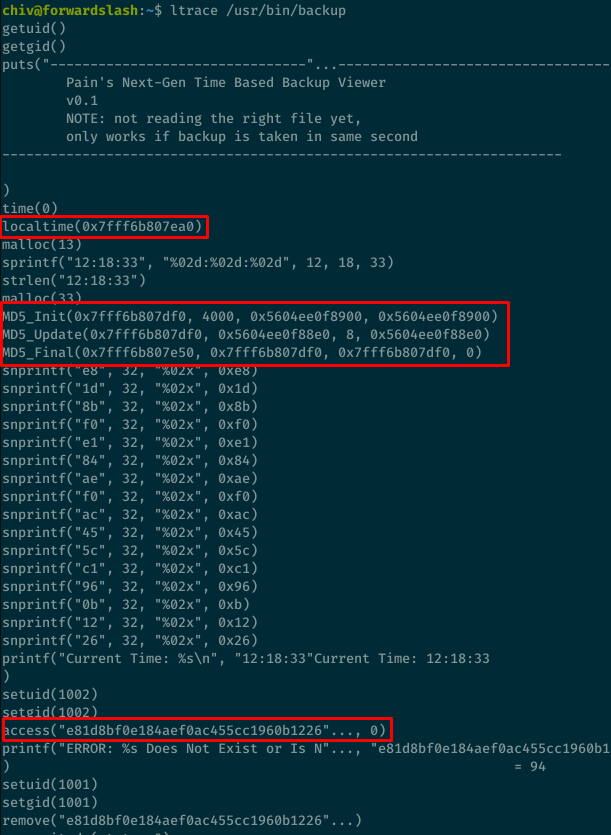 chiv@forwardslash:~$ ltrace /usr/bin/backup
getuid()
getgid()
puts("--------------------------------"...----------------------------------
        Pain's Next-Gen Time Based Backup Viewer
        v0.1
        NOTE: not reading the right file yet,
        only works if backup is taken in same second
----------------------------------------------------------------------

)
time(0)
localtime(0x7fff6b807ea0)
malloc(13)
sprintf("12:18:33", "%02d:%02d:%02d", 12, 18, 33)
strlen("12:18:33")
malloc(33)
MD5_Init(0x7fff6b807df0, 4000, 0x5604ee0f8900, 0x5604ee0f8900)
MD5_Update(0x7fff6b807df0, 0x5604ee0f88e0, 8, 0x5604ee0f88e0)
MD5_Final(0x7fff6b807e50, 0x7fff6b807df0, 0x7fff6b807df0, 0)
snprintf("e8", 32, "%02x", 0xe8)
snprintf("1d", 32, "%02x", 0x1d)
snprintf("8b", 32, "%02x", 0x8b)
snprintf("f0", 32, "%02x", 0xf0)
snprintf("e1", 32, "%02x", 0xe1)
snprintf("84", 32, "%02x", 0x84)
snprintf("ae", 32, "%02x", 0xae)
snprintf("f0", 32, "%02x", 0xf0)
snprintf("ac", 32, "%02x", 0xac)
snprintf("45", 32, "%02x", 0x45)
snprintf("5c", 32, "%02x", 0x5c)
snprintf("c1", 32, "%02x", 0xc1)
snprintf("96", 32, "%02x", 0x96)
snprintf("0b", 32, "%02x", 0xb)
snprintf("12", 32, "%02x", 0x12)
snprintf("26", 32, "%02x", 0x26)
printf("Current Time: %s\n", "12:18:33"Current Time: 12:18:33
)
setuid(1002)
setgid(1002)
access("e81d8bf0e184aef0ac455cc1960b1226"..., 0)
printf("ERROR: %s Does Not Exist or Is N"..., "e81d8bf0e184aef0ac455cc1960b1
)                                                                = 94
setuid(1001)
setgid(1001)
remove("e81d8bf0e184aef0ac455cc1960b1226"...)